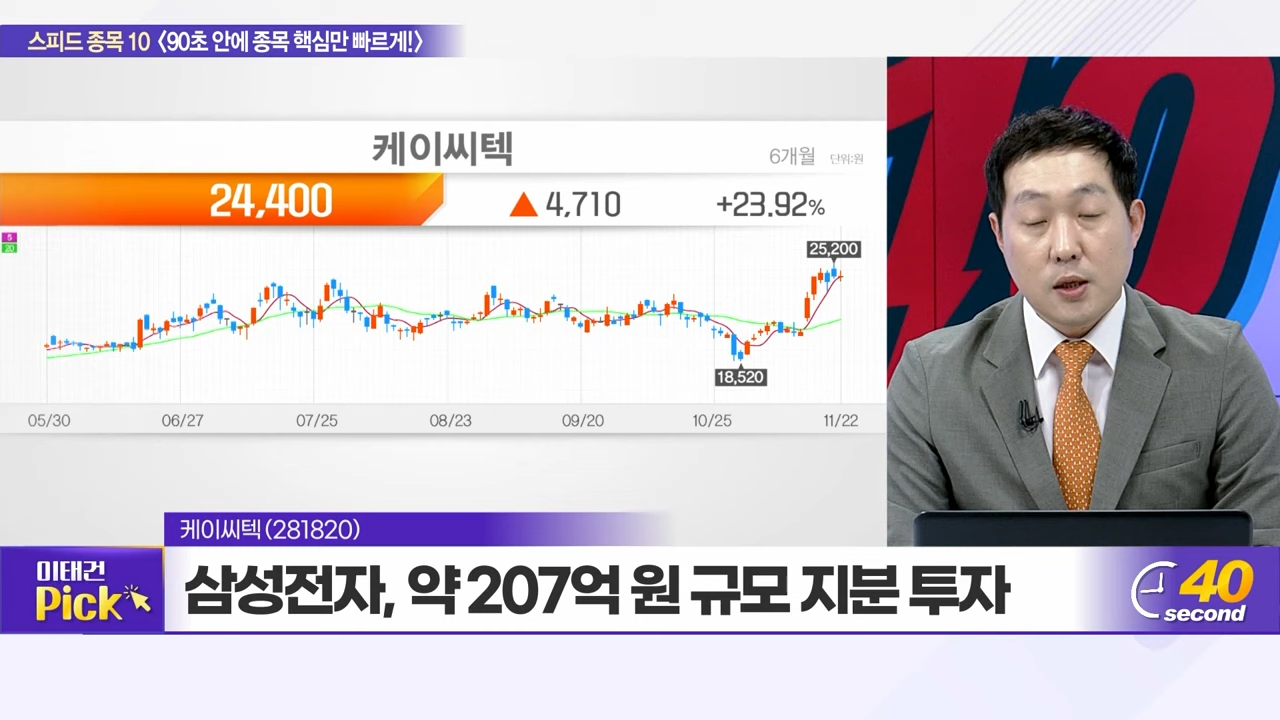 스피드 종목 10 <90초 안에 종목 핵심만 빠르게!>
케이씨텍
6개월 단위:원
24,400 ▲ 4,710 +23.92%
5
20
25,200
18,520
05/30 06/27 07/25 08/23 09/20 10/25 11/22
10
케이씨텍(281820)
이태건
Pick
삼성전자, 약 207억 원 규모 지분 투자
40
second